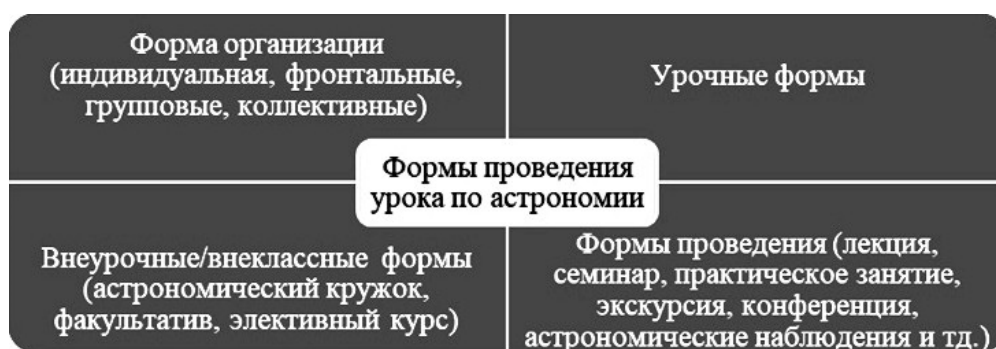 Форма организации
(индивидуальная, фронтальные,
групповые, коллективные)
Урочные формы
Формы проведения
урока по астрономии
Внеурочные/внеклассные формы
(астрономический кружок,
факультатив, элективный курс)
Формы проведения (лекция,
семинар, практическое занятие,
экскурсия, конференция,
астрономические наблюдения и тд.)